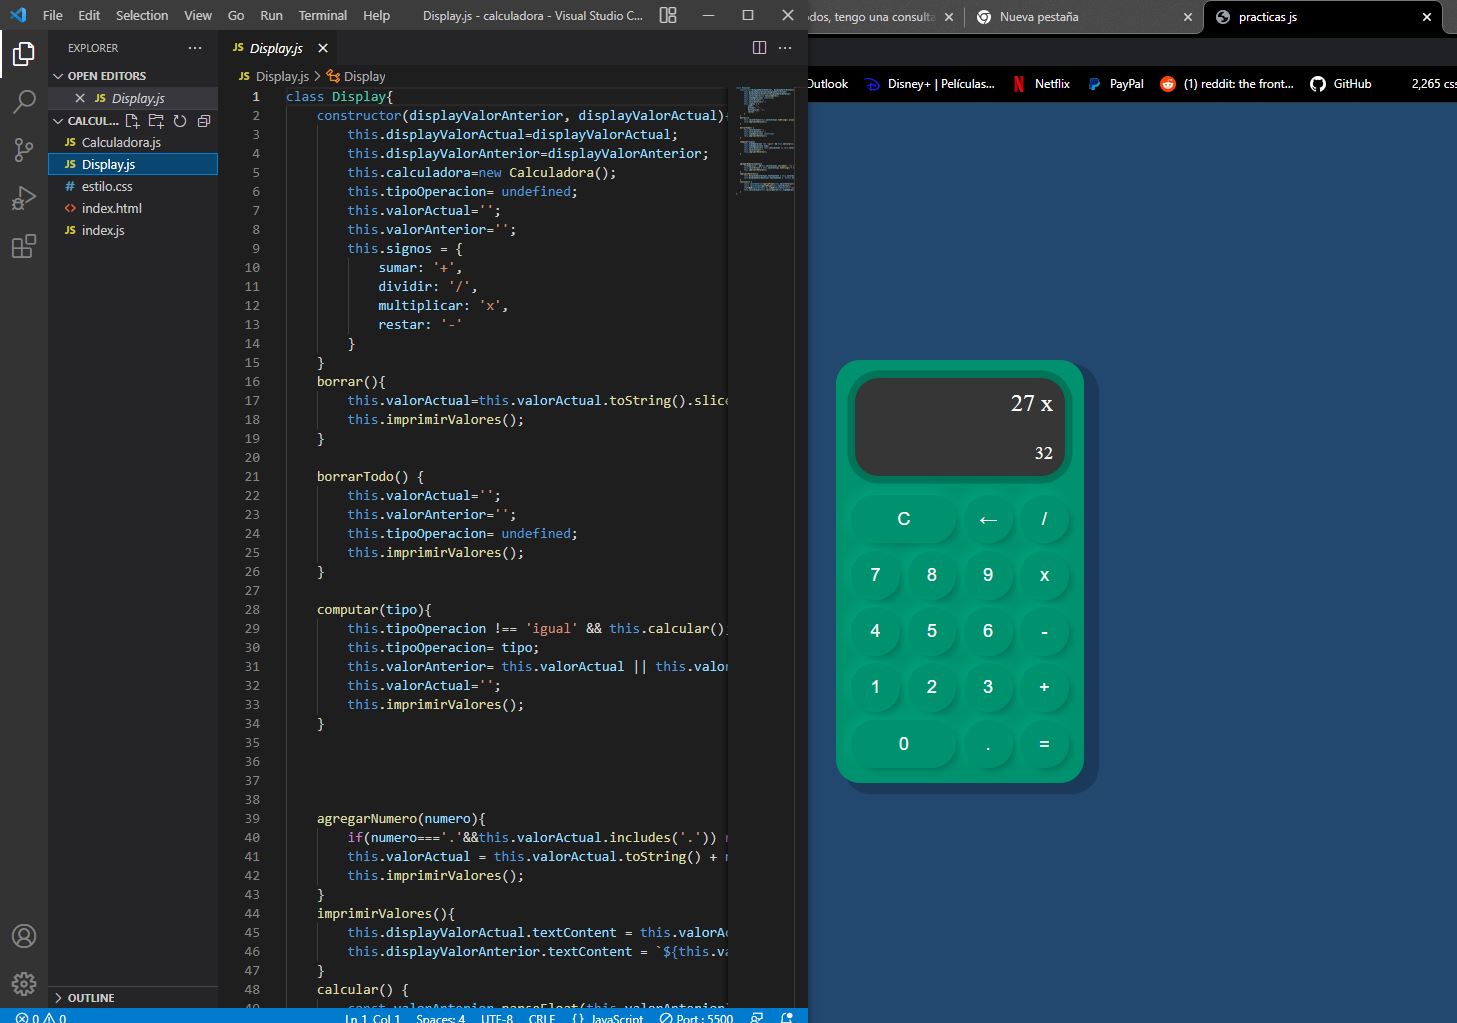 File Edit Selection View Go Run Terminal Help Display.js - calculadora - Visual Studio C...
dos, tengo una consulta
Nueva pestaña
practicas js
EXPLORER
OPEN EDITORS
JS Display.js
CALCUL...
JS Calculadora.js
JS Display.js
# estilo.css
<> index.html
JS index.js
OUTLINE
JS Display.js
JS Display.js > Display
1 class Display{
2 constructor(displayValorAnterior, displayValorActual){
3 this.displayValorActual=displayValorActual;
4 this.displayValorAnterior=displayValorAnterior;
5 this.calculadora=new Calculadora();
6 this.tipoOperacion= undefined;
7 this.valorActual='';
8 this.valorAnterior='';
9 this.signos = {
10 sumar: '+',
11 dividir: '/',
12 multiplicar: 'x',
13 restar: '-'
14 }
15 }
16 borrar(){
17 this.valorActual=this.valorActual.toString().slice
18 this.imprimirValores();
19 }
20
21 borrarTodo() {
22 this.valorActual='';
23 this.valorAnterior='';
24 this.tipoOperacion= undefined;
25 this.imprimirValores();
26 }
27
28 computar(tipo){
29 this.tipoOperacion !== 'igual' && this.calcular()
30 this.tipoOperacion= tipo;
31 this.valorAnterior= this.valorActual || this.valor
32 this.valorActual='';
33 this.imprimirValores();
34 }
35
36
37
38
39 agregarNumero(numero){
40 if(numero==='.'&&this.valorActual.includes('.'))
41 this.valorActual = this.valorActual.toString() +
42 this.imprimirValores();
43 }
44 imprimirValores(){
45 this.displayValorActual.textContent = this.valorA
46 this.displayValorAnterior.textContent = `${this.va
47 }
48 calcular() {
0 0 Ln 1, Col 1 Spaces: 4 UTF-8 CRLF {} JavaScript Port : 5500
Outlook Disney+ | Películas... Netflix PayPal (1) reddit: the front... GitHub 2,265 css
27 x
32
C ← /
7 8 9 x
4 5 6 -
1 2 3 +
0 . =